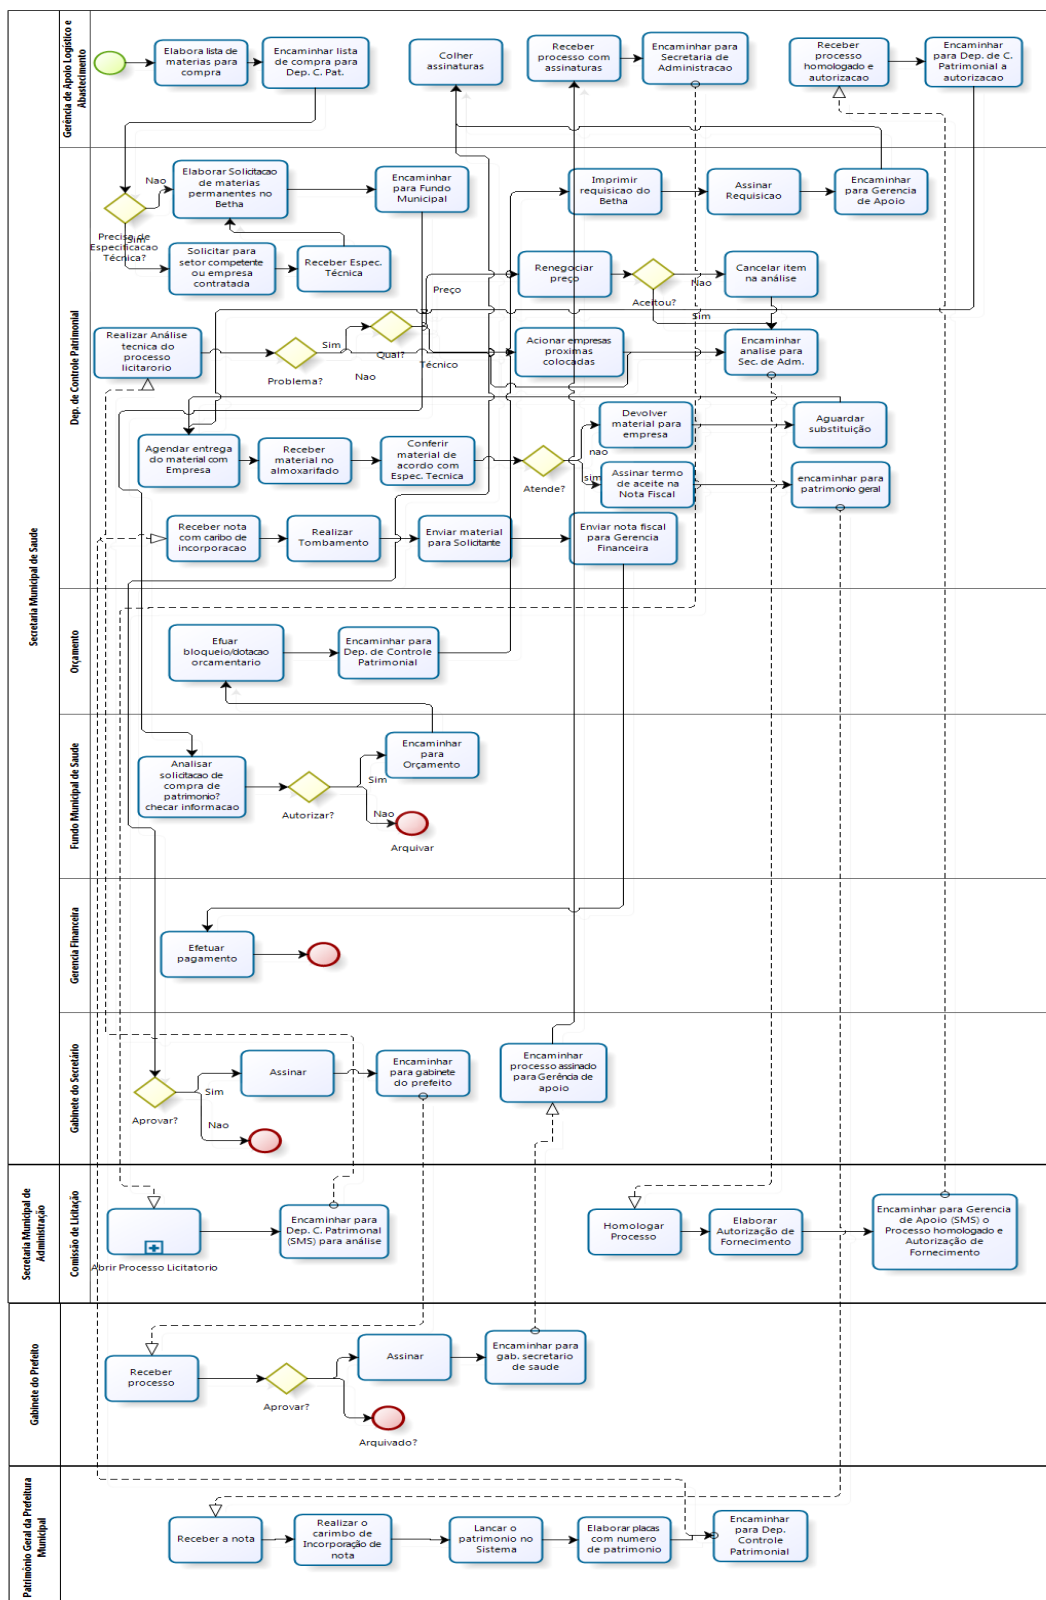 Gerência de Apoio Logístico e
Abastecimento
Elabora lista de
materias para
compra
Encaminhar lista
de compra para
Dep. C. Pat.
Colher
assinaturas
Receber
processo com
assinaturas
Encaminhar para
Secretaria de
Administracao
Receber
processo
homologado e
autorizacao
Encaminhar
para Dep. de C.
Patrimonial a
autorizacao
Secretaria Municipal de Saude
Dep. de Controle Patrimonial
Nao
Precisa de
Especificacao
Técnica?
Sim
Elaborar Solicitacao
de materias
permanentes no
Betha
Encaminhar
para Fundo
Municipal
Imprimir
requisicao do
Betha
Assinar
Requisicao
Encaminhar
para Gerencia
de Apoio
Solicitar para
setor competente
ou empresa
contratada
Receber Espec.
Técnica
Preço
Renegociar
preço
Aceitou?
Nao
Sim
Cancelar item
na análise
Realizar Análise
tecnica do
processo
licitarorio
Problema?
Sim
Nao
Qual?
Técnico
Acionar empresas
proximas
colocadas
Encaminhar
analise para
Sec. de Adm.
Agendar entrega
do material com
Empresa
Receber
material no
almoxarifado
Conferir
material de
acordo com
Espec. Tecnica
Atende?
nao
sim
Devolver
material para
empresa
Aguardar
substituição
Assinar termo
de aceite na
Nota Fiscal
encaminhar para
patrimonio geral
Receber nota
com caribo de
incorporacao
Realizar
Tombamento
Enviar material
para Solicitante
Enviar nota fiscal
para Gerencia
Financeira
Orçamento
Efuar
bloqueio/dotacao
orcamentario
Encaminhar para
Dep. de Controle
Patrimonial
Fundo Municipal de Saude
Analisar
solicitacao de
compra de
patrimonio?
checar informacao
Autorizar?
Sim
Nao
Encaminhar
para
Orçamento
Arquivar
Gerencia Financeira
Efetuar
pagamento
Gabinete do Secretário
Aprovar?
Sim
Nao
Assinar
Encaminhar
para gabinete
do prefeito
Encaminhar
processo assinado
para Gerência de
apoio
Secretaria Municipal de
Administração
Comissão de Licitação
Abrir Processo Licitatorio
Encaminhar para
Dep. C. Patrimonal
(SMS) para análise
Homologar
Processo
Elaborar
Autorização de
Fornecimento
Encaminhar para Gerencia
de Apoio (SMS) o
Processo homologado e
Autorização de
Fornecimento
Gabinete do Prefeito
Receber
processo
Aprovar?
Assinar
Encaminhar para
gab. secretario
de saude
Arquivado?
Patrimônio Geral da Prefeitura
Municipal
Receber a nota
Realizar o
carimbo de
Incorporação de
nota
Lancar o
patrimonio no
Sistema
Elaborar placas
com numero
de patrimonio
Encaminhar
para Dep.
Controle
Patrimonial